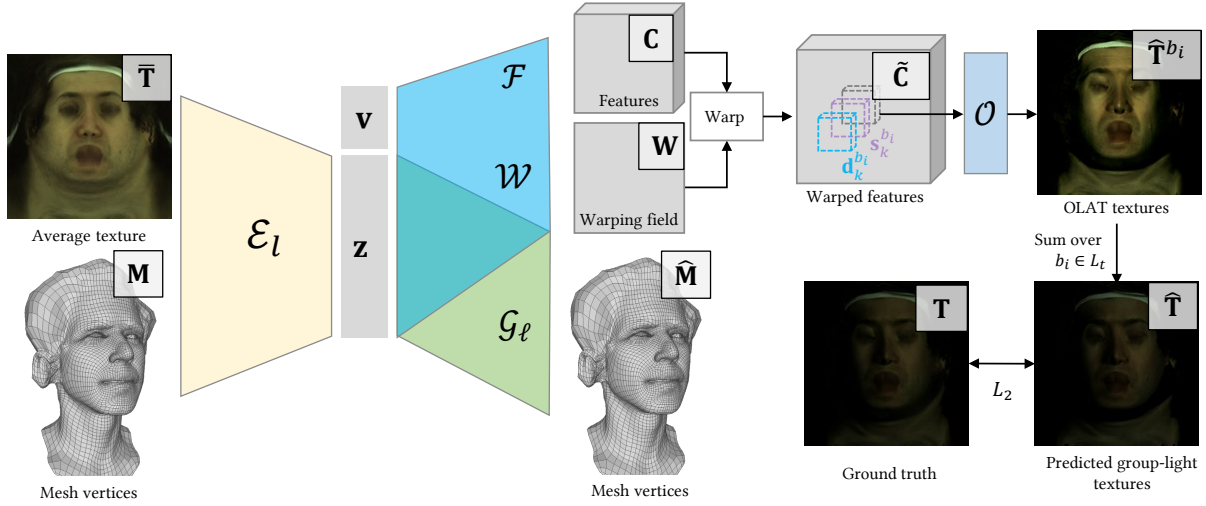 T̅
Average texture
M
Mesh vertices
ℰ_l
v
z
ℱ
𝒲
𝒢_ℓ
C
Features
W
Warping field
Warp
C̃
s_k^{b_i}
d_k^{b_i}
Warped features
𝒪
T̂^{b_i}
OLAT textures
Sum over
b_i ∈ L_t
M̂
Mesh vertices
T
Ground truth
L_2
T̂
Predicted group-light
textures